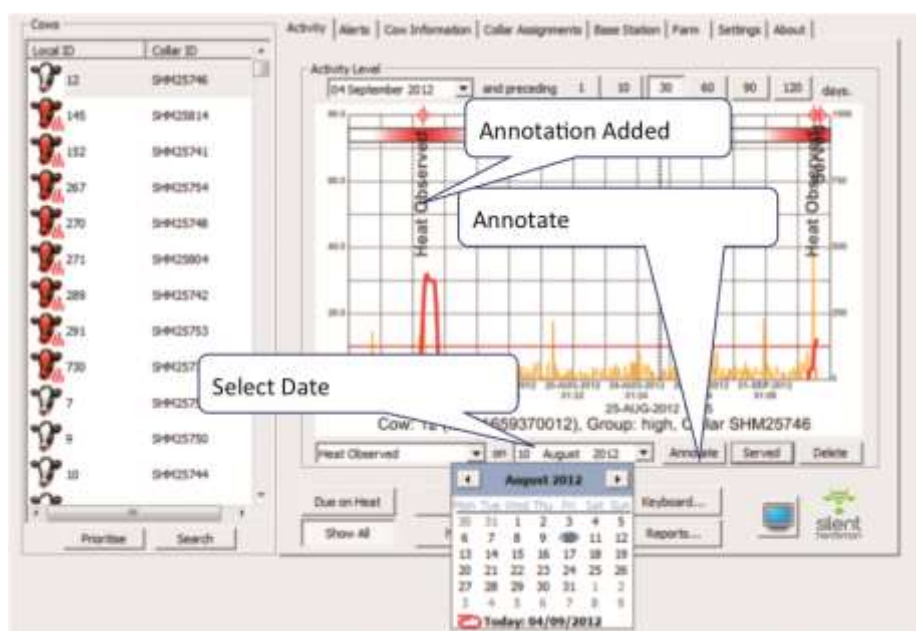 Cows
Local ID Collar ID
12 SHM25746
145 SHM25814
152 SHM25741
267 SHM25754
270 SHM25748
271 SHM25804
289 SHM25742
291 SHM25753
730
7
9 SHM25750
10 SHM25744
Prioritise Search
Activity Alerts Cow Information Collar Assignments Base Station Farm Settings About
Activity Level
04 September 2012 and preceding 1 10 30 60 90 120 days.
Annotation Added
Annotate
Select Date
Heat Observed
Heat Observed
25-AUG-2012
Cow: 12 Group: high, SHM25746
Heat Observed on 10 August 2012 Annotate Served Delete
August 2012
Mon Tue Wed Thu Fri Sat Sun
30 31 1 2 3 4 5
6 7 8 9 10 11 12
13 14 15 16 17 18 19
20 21 22 23 24 25 26
27 28 29 30 31 1 2
3 4 5 6 7 8 9
Today: 04/09/2012
Due on Heat Keyboard...
Show All Reports...
silent
herdsman